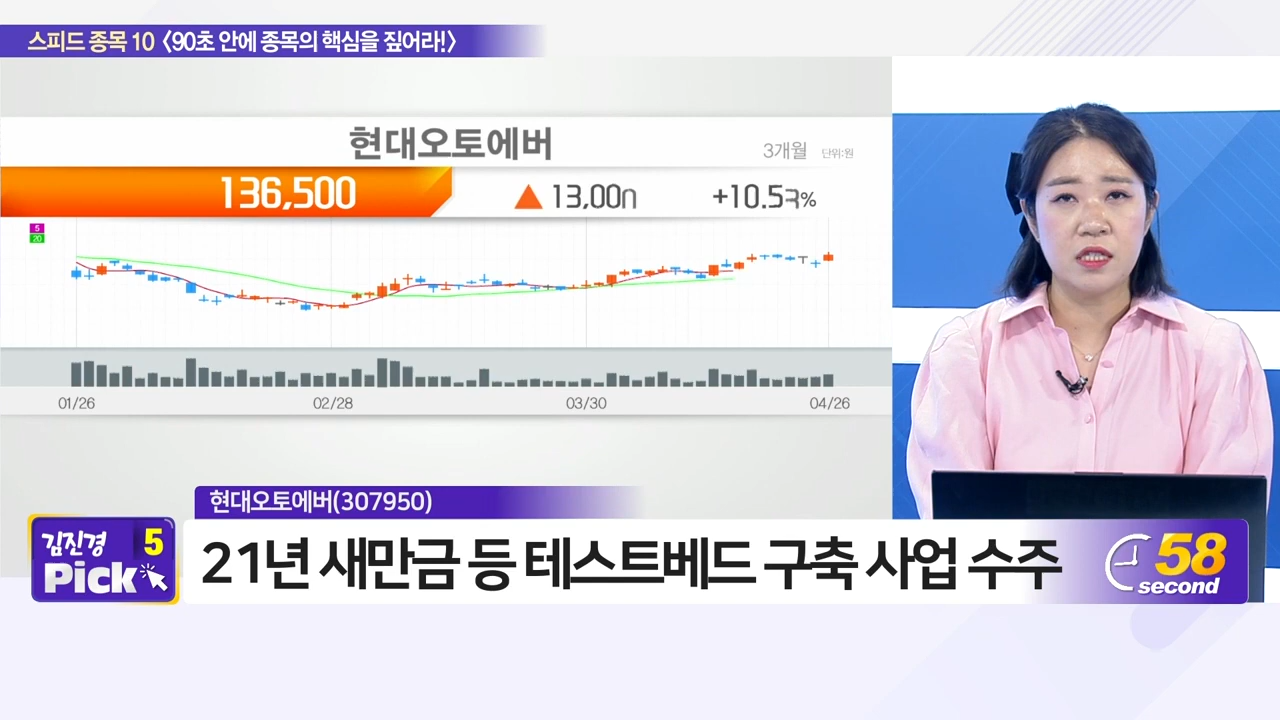 스피드 종목 10 〈90초 안에 종목의 핵심을 짚어라!〉
현대오토에버
3개월 단위:원
136,500
▲ 13,00
+10.5 %
5
20
01/26 02/28 03/30 04/26
현대오토에버(307950)
김진경 5
Pick
21년 새만금 등 테스트베드 구축 사업 수주
58
second